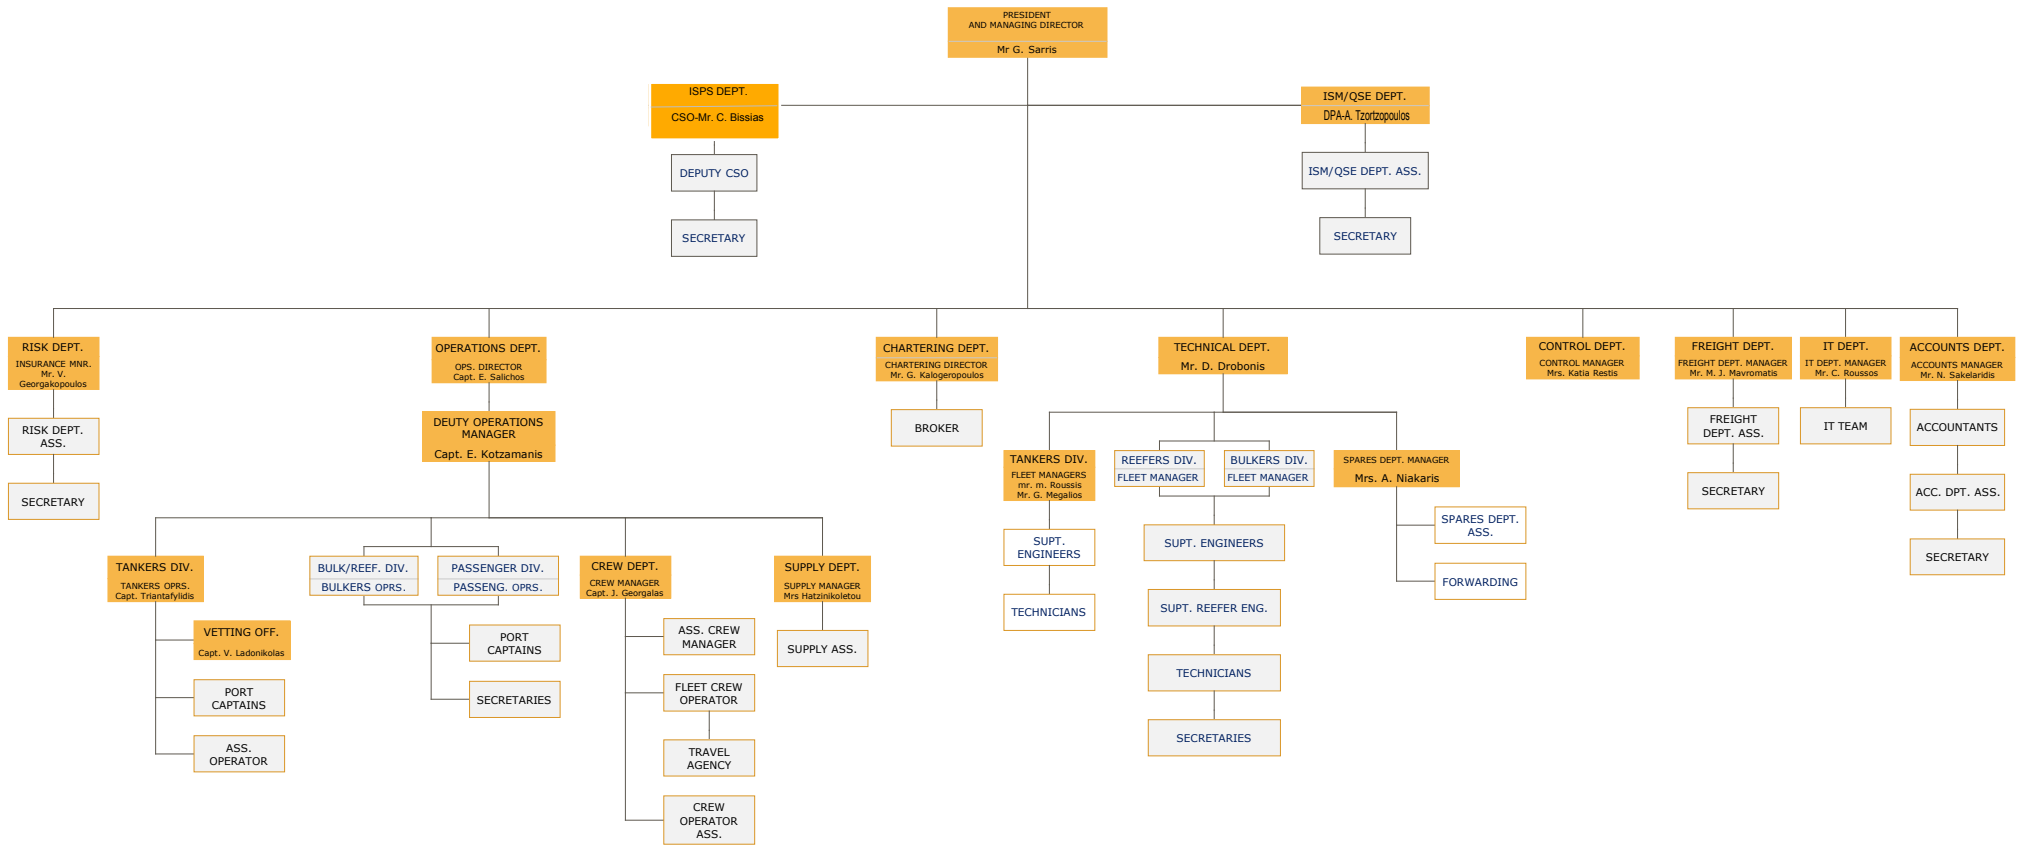 PRESIDENT
AND MANAGING DIRECTOR
Mr G. Sarris
ISPS DEPT.
CSO-Mr. C. Bissias
DEPUTY CSO
SECRETARY
ISM/QSE DEPT.
DPA-A. Tzortzopoulos
ISM/QSE DEPT. ASS.
SECRETARY
RISK DEPT.
INSURANCE MNR.
Mr. V.
Georgakopoulos
RISK DEPT.
ASS.
SECRETARY
OPERATIONS DEPT.
OPS. DIRECTOR
Capt. E. Salichos
DEUTY OPERATIONS
MANAGER
Capt. E. Kotzamanis
TANKERS DIV.
TANKERS OPRS.
Capt. Triantafylidis
VETTING OFF.
Capt. V. Ladonikolas
PORT
CAPTAINS
ASS.
OPERATOR
BULK/REEF. DIV.
BULKERS OPRS.
PASSENGER DIV.
PASSENG. OPRS.
PORT
CAPTAINS
SECRETARIES
CREW DEPT.
CREW MANAGER
Capt. J. Georgalas
ASS. CREW
MANAGER
FLEET CREW
OPERATOR
TRAVEL
AGENCY
CREW
OPERATOR
ASS.
SUPPLY DEPT.
SUPPLY MANAGER
Mrs Hatzinikoletou
SUPPLY ASS.
CHARTERING DEPT.
CHARTERING DIRECTOR
Mr. G. Kalogeropoulos
BROKER
TECHNICAL DEPT.
Mr. D. Drobonis
TANKERS DIV.
FLEET MANAGERS
mr. m. Roussis
Mr. G. Megalios
SUPT.
ENGINEERS
TECHNICIANS
REEFERS DIV.
FLEET MANAGER
BULKERS DIV.
FLEET MANAGER
SUPT. ENGINEERS
SUPT. REEFER ENG.
TECHNICIANS
SECRETARIES
SPARES DEPT. MANAGER
Mrs. A. Niakaris
SPARES DEPT.
ASS.
FORWARDING
CONTROL DEPT.
CONTROL MANAGER
Mrs. Katia Restis
FREIGHT DEPT.
FREIGHT DEPT. MANAGER
Mr. M. J. Mavromatis
FREIGHT
DEPT. ASS.
SECRETARY
IT DEPT.
IT DEPT. MANAGER
Mr. C. Roussos
IT TEAM
ACCOUNTS DEPT.
ACCOUNTS MANAGER
Mr. N. Sakelaridis
ACCOUNTANTS
ACC. DPT. ASS.
SECRETARY